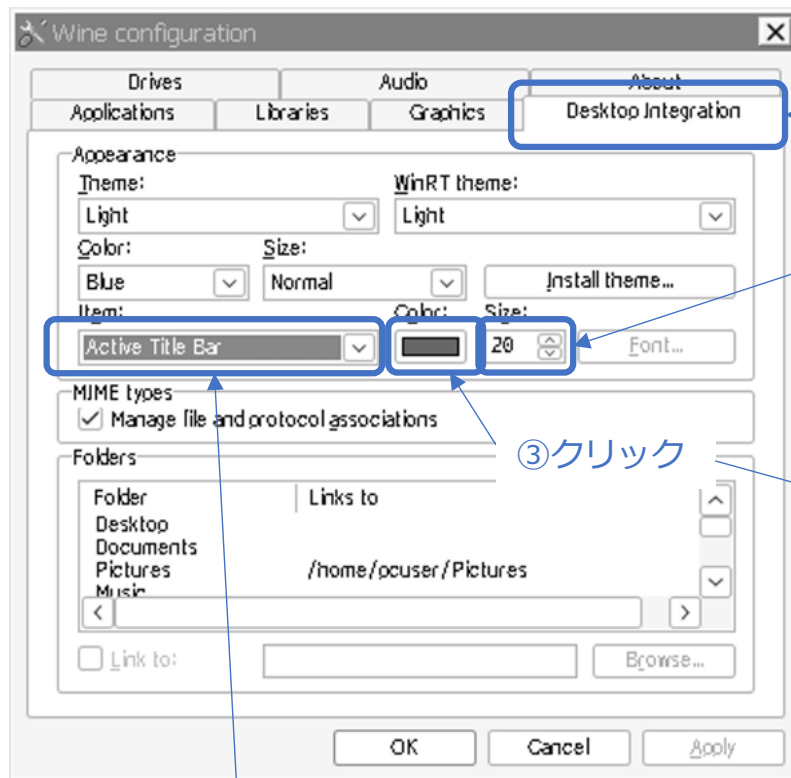 Wine configuration
Drives Audio About
Applications Libraries Graphics Desktop Integration
Appearance
Theme: WinRT theme:
Light Light
Color: Size:
Blue Normal Install theme...
Item: Color: Size:
Active Title Bar 20 Font...
MIME types
Manage file and protocol associations
③クリック
Folders
Folder Links to
Desktop
Documents
Pictures /home/pcuser/Pictures
Music
Link to: Browse...
OK Cancel Apply